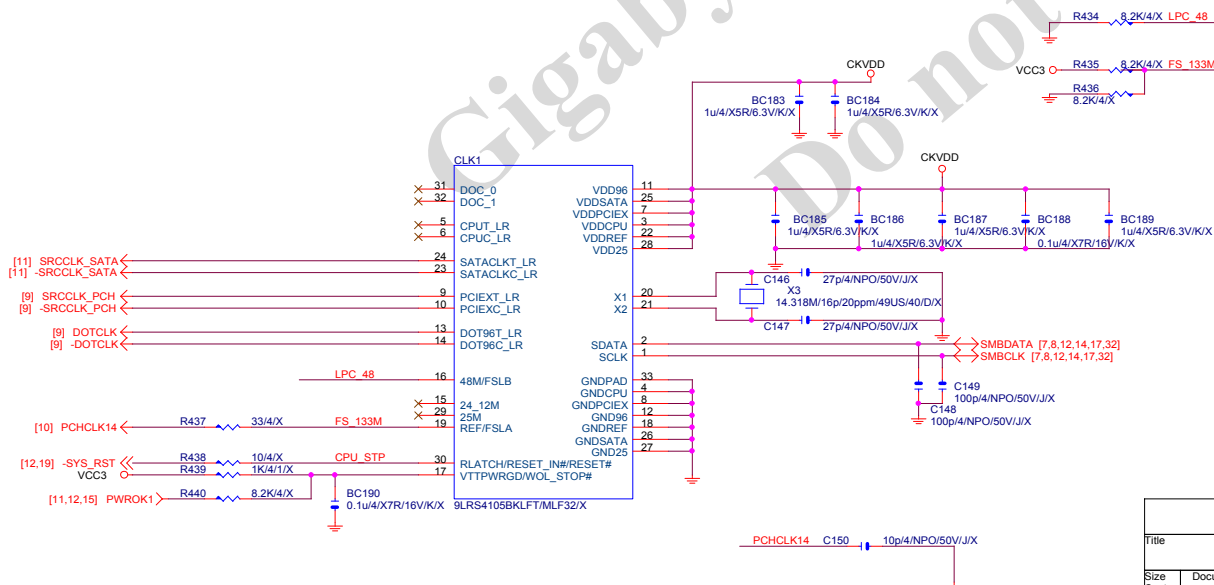 Gigaby
Do not
R434 8.2K/4/X LPC_48
VCC3 R435 8.2K/4/X FS_133M
R436
8.2K/4/X
CKVDD
BC183
1u/4/X5R/6.3V/K/X
BC184
1u/4/X5R/6.3V/K/X
CLK1
CKVDD
31 DOC_0
32 DOC_1
5 CPUT_LR
6 CPUC_LR
[11] SRCCLK_SATA 24 SATACLKT_LR
[11] -SRCCLK_SATA 23 SATACLKC_LR
[9] SRCCLK_PCH 9 PCIEXT_LR
[9] -SRCCLK_PCH 10 PCIEXC_LR
[9] DOTCLK 13 DOT96T_LR
[9] -DOTCLK 14 DOT96C_LR
LPC_48 16 48M/FSLB
15 24_12M
29 25M
[10] PCHCLK14 R437 33/4/X FS_133M 19 REF/FSLA
[12,19] -SYS_RST R438 10/4/X CPU_STP 30 RLATCH/RESET_IN#/RESET#
VCC3 R439 1K/4/1/X 17 VTTPWRGD/WOL_STOP#
[11,12,15] PWROK1 R440 8.2K/4/X
BC190
0.1u/4/X7R/16V/K/X
9LRS4105BKLFT/MLF32/X
VDD96 11
VDDSATA 25
VDDPCIEX 7
VDDCPU 3
VDDREF 22
VDD25 28
BC185
1u/4/X5R/6.3V/K/X
BC186
1u/4/X5R/6.3V/K/X
BC187
1u/4/X5R/6.3V/K/X
BC188
0.1u/4/X7R/16V/K/X
BC189
1u/4/X5R/6.3V/K/X
X1 20
X2 21
C146 27p/4/NPO/50V/J/X
X3
14.318M/16p/20ppm/49US/40/D/X
C147 27p/4/NPO/50V/J/X
SDATA 2 SMBDATA [7,8,12,14,17,32]
SCLK 1 SMBCLK [7,8,12,14,17,32]
C149
100p/4/NPO/50V/J/X
C148
100p/4/NPO/50V/J/X
GNDPAD 33
GNDCPU 4
GNDPCIEX 8
GND96 12
GNDREF 18
GNDSATA 26
GND25 27
PCHCLK14 C150 10p/4/NPO/50V/J/X
Title
Size